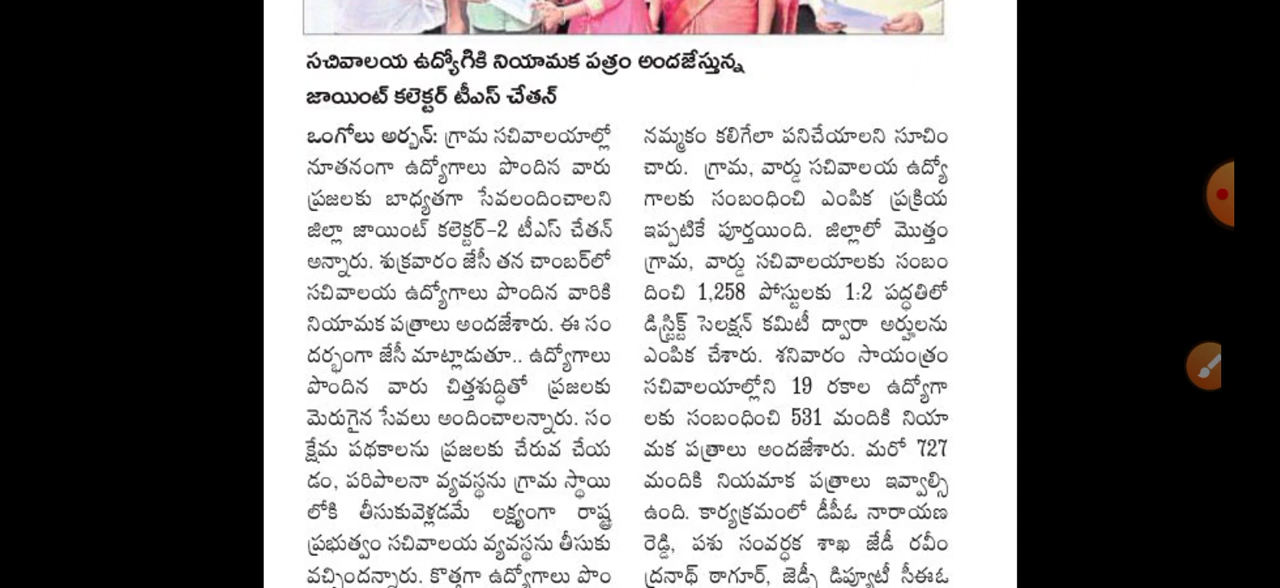 సచివాలయ ఉద్యోగికి నియామక పత్రం అందజేస్తున్న
జాయింట్ కలెక్టర్ టీఎస్ చేతన్
ఒంగోలు అర్బన్: గ్రామ సచివాలయాల్లో
నూతనంగా ఉద్యోగాలు పొందిన వారు
ప్రజలకు బాధ్యతగా సేవలందించాలని
జిల్లా జాయింట్ కలెక్టర్-2 టీఎస్ చేతన్
అన్నారు. శుక్రవారం జేసీ తన చాంబర్‌లో
సచివాలయ ఉద్యోగాలు పొందిన వారికి
నియామక పత్రాలు అందజేశారు. ఈ సం
దర్భంగా జేసీ మాట్లాడుతూ.. ఉద్యోగాలు
పొందిన వారు చిత్తశుద్ధితో ప్రజలకు
మెరుగైన సేవలు అందించాలన్నారు. సం
క్షేమ పథకాలను ప్రజలకు చేరువ చేయ
డం, పరిపాలనా వ్యవస్థను గ్రామ స్థాయి
లోకి తీసుకువెళ్లడమే లక్ష్యంగా రాష్ట్ర
ప్రభుత్వం సచివాలయ వ్యవస్థను తీసుకు
వచ్చిందన్నారు. కొత్తగా ఉద్యోగాలు పొం
నమ్మకం కలిగేలా పనిచేయాలని సూచిం
చారు. గ్రామ, వార్డు సచివాలయ ఉద్యో
గాలకు సంబంధించి ఎంపిక ప్రక్రియ
ఇప్పటికే పూర్తయింది. జిల్లాలో మొత్తం
గ్రామ, వార్డు సచివాలయాలకు సంబం
దించి 1,258 పోస్టులకు 1:2 పద్ధతిలో
డిస్ట్రిక్ట్ సెలక్షన్ కమిటీ ద్వారా అర్హులను
ఎంపిక చేశారు. శనివారం సాయంత్రం
సచివాలయాల్లోని 19 రకాల ఉద్యోగా
లకు సంబంధించి 531 మందికి నియా
మక పత్రాలు అందజేశారు. మరో 727
మందికి నియమాక పత్రాలు ఇవ్వాల్సి
ఉంది. కార్యక్రమంలో డీపీఓ నారాయణ
రెడ్డి, పశు సంవర్ధక శాఖ జేడీ రవీం
ద్రనాథ్ ఠాగూర్, జెడ్పీ డిప్యూటీ సీఈఓ